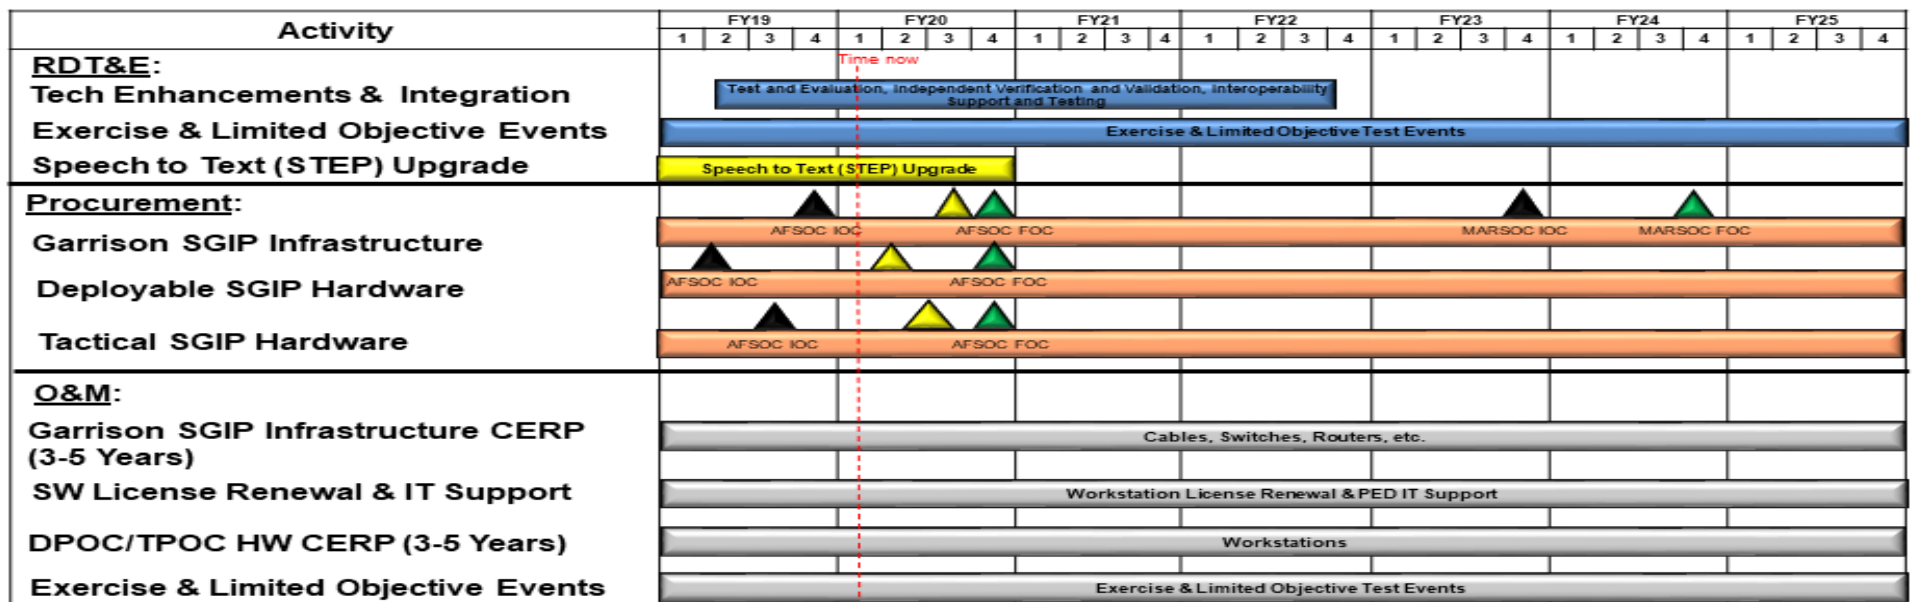 Activity
FY19 FY20 FY21 FY22 FY23 FY24 FY25
1 2 3 4 1 2 3 4 1 2 3 4 1 2 3 4 1 2 3 4 1 2 3 4 1 2 3 4
Time now
RDT&E:
Tech Enhancements & Integration
Test and Evaluation, Independent Verification and Validation, Interoperability
Support and Testing
Exercise & Limited Objective Events
Exercise & Limited Objective Test Events
Speech to Text (STEP) Upgrade
Speech to Text (STEP) Upgrade
Procurement:
Garrison SGIP Infrastructure
AFSOC IOC AFSOC FOC MARSOC IOC MARSOC FOC
Deployable SGIP Hardware
AFSOC IOC AFSOC FOC
Tactical SGIP Hardware
AFSOC IOC AFSOC FOC
O&M:
Garrison SGIP Infrastructure CERP
(3-5 Years)
Cables, Switches, Routers, etc.
SW License Renewal & IT Support
Workstation License Renewal & PED IT Support
DPOC/TPOC HW CERP (3-5 Years)
Workstations
Exercise & Limited Objective Events
Exercise & Limited Objective Test Events